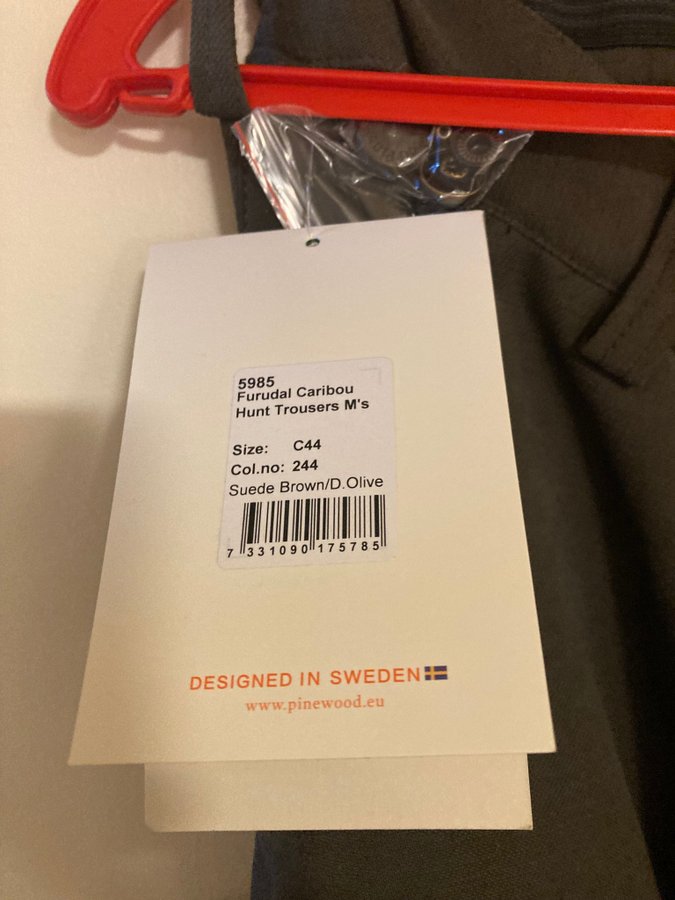 5985
Furudal Caribou
Hunt Trousers M's
Size: C44
Col.no: 244
Suede Brown/D.Olive
7 331090 175785
DESIGNED IN SWEDEN
www.pinewood.eu